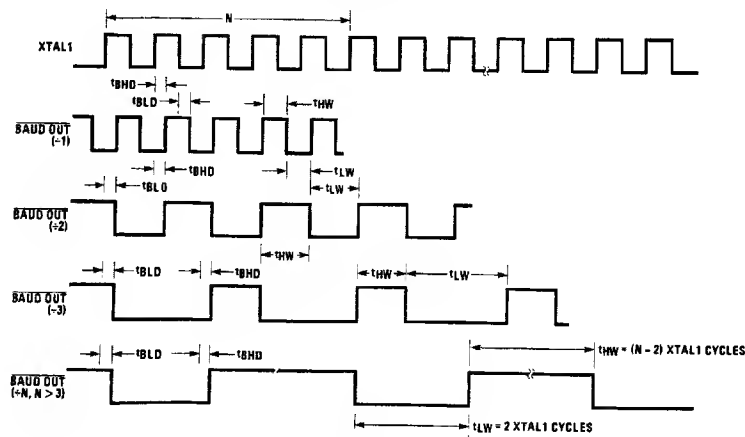 N
XTAL1
tBHD
tBLD
tHW
BAUD OUT
(÷1)
tBHD
tLW
tBLD
tLW
BAUD OUT
(÷2)
tHW
tBLD
tBHD
tHW
tLW
BAUD OUT
(÷3)
tBLD
tBHD
tHW = (N - 2) XTAL1 CYCLES
BAUD OUT
(÷N, N > 3)
tLW = 2 XTAL1 CYCLES